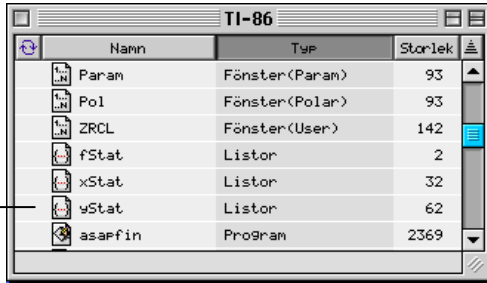 TI-86
Namn Typ Storlek
Param Fönster(Param) 93
Pol Fönster(Polar) 93
ZRCL Fönster(User) 142
fStat Listor 2
xStat Listor 32
yStat Listor 62
asapfin Program 2369